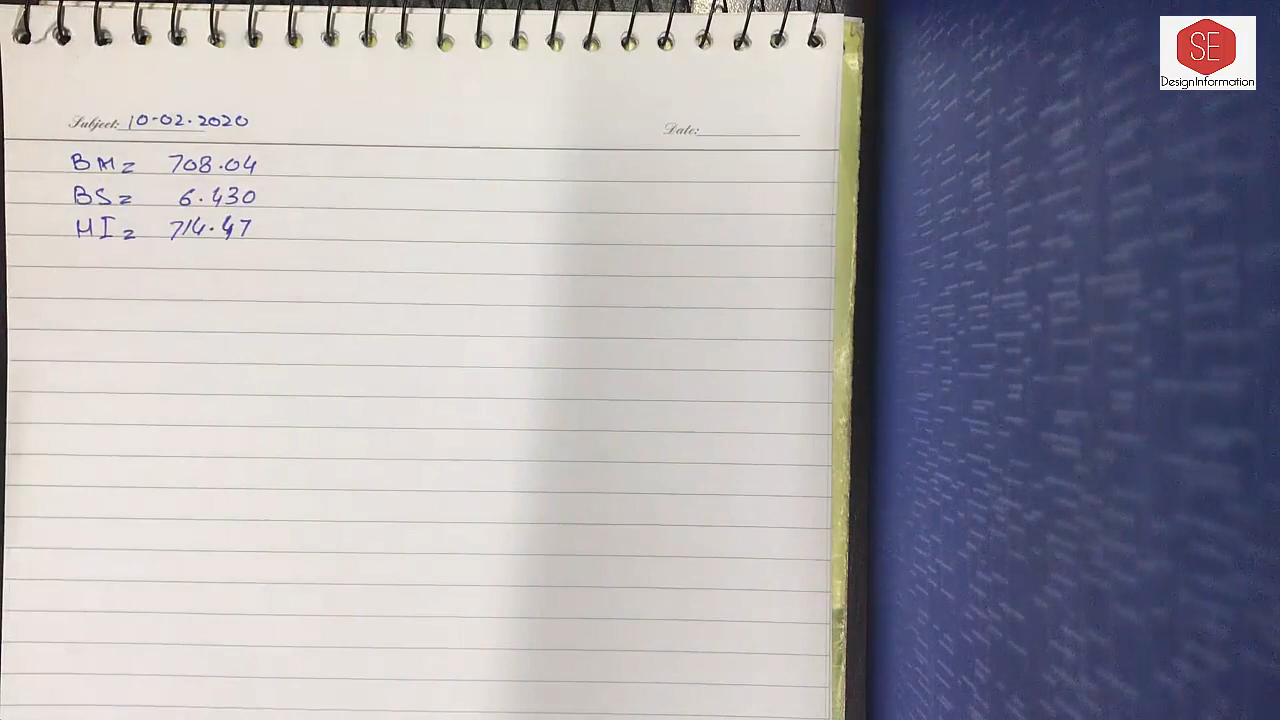 SE
DesignInformation
Subject: 10-02-2020
Date:
BM = 708.04
BS = 6.430
HI = 714.47